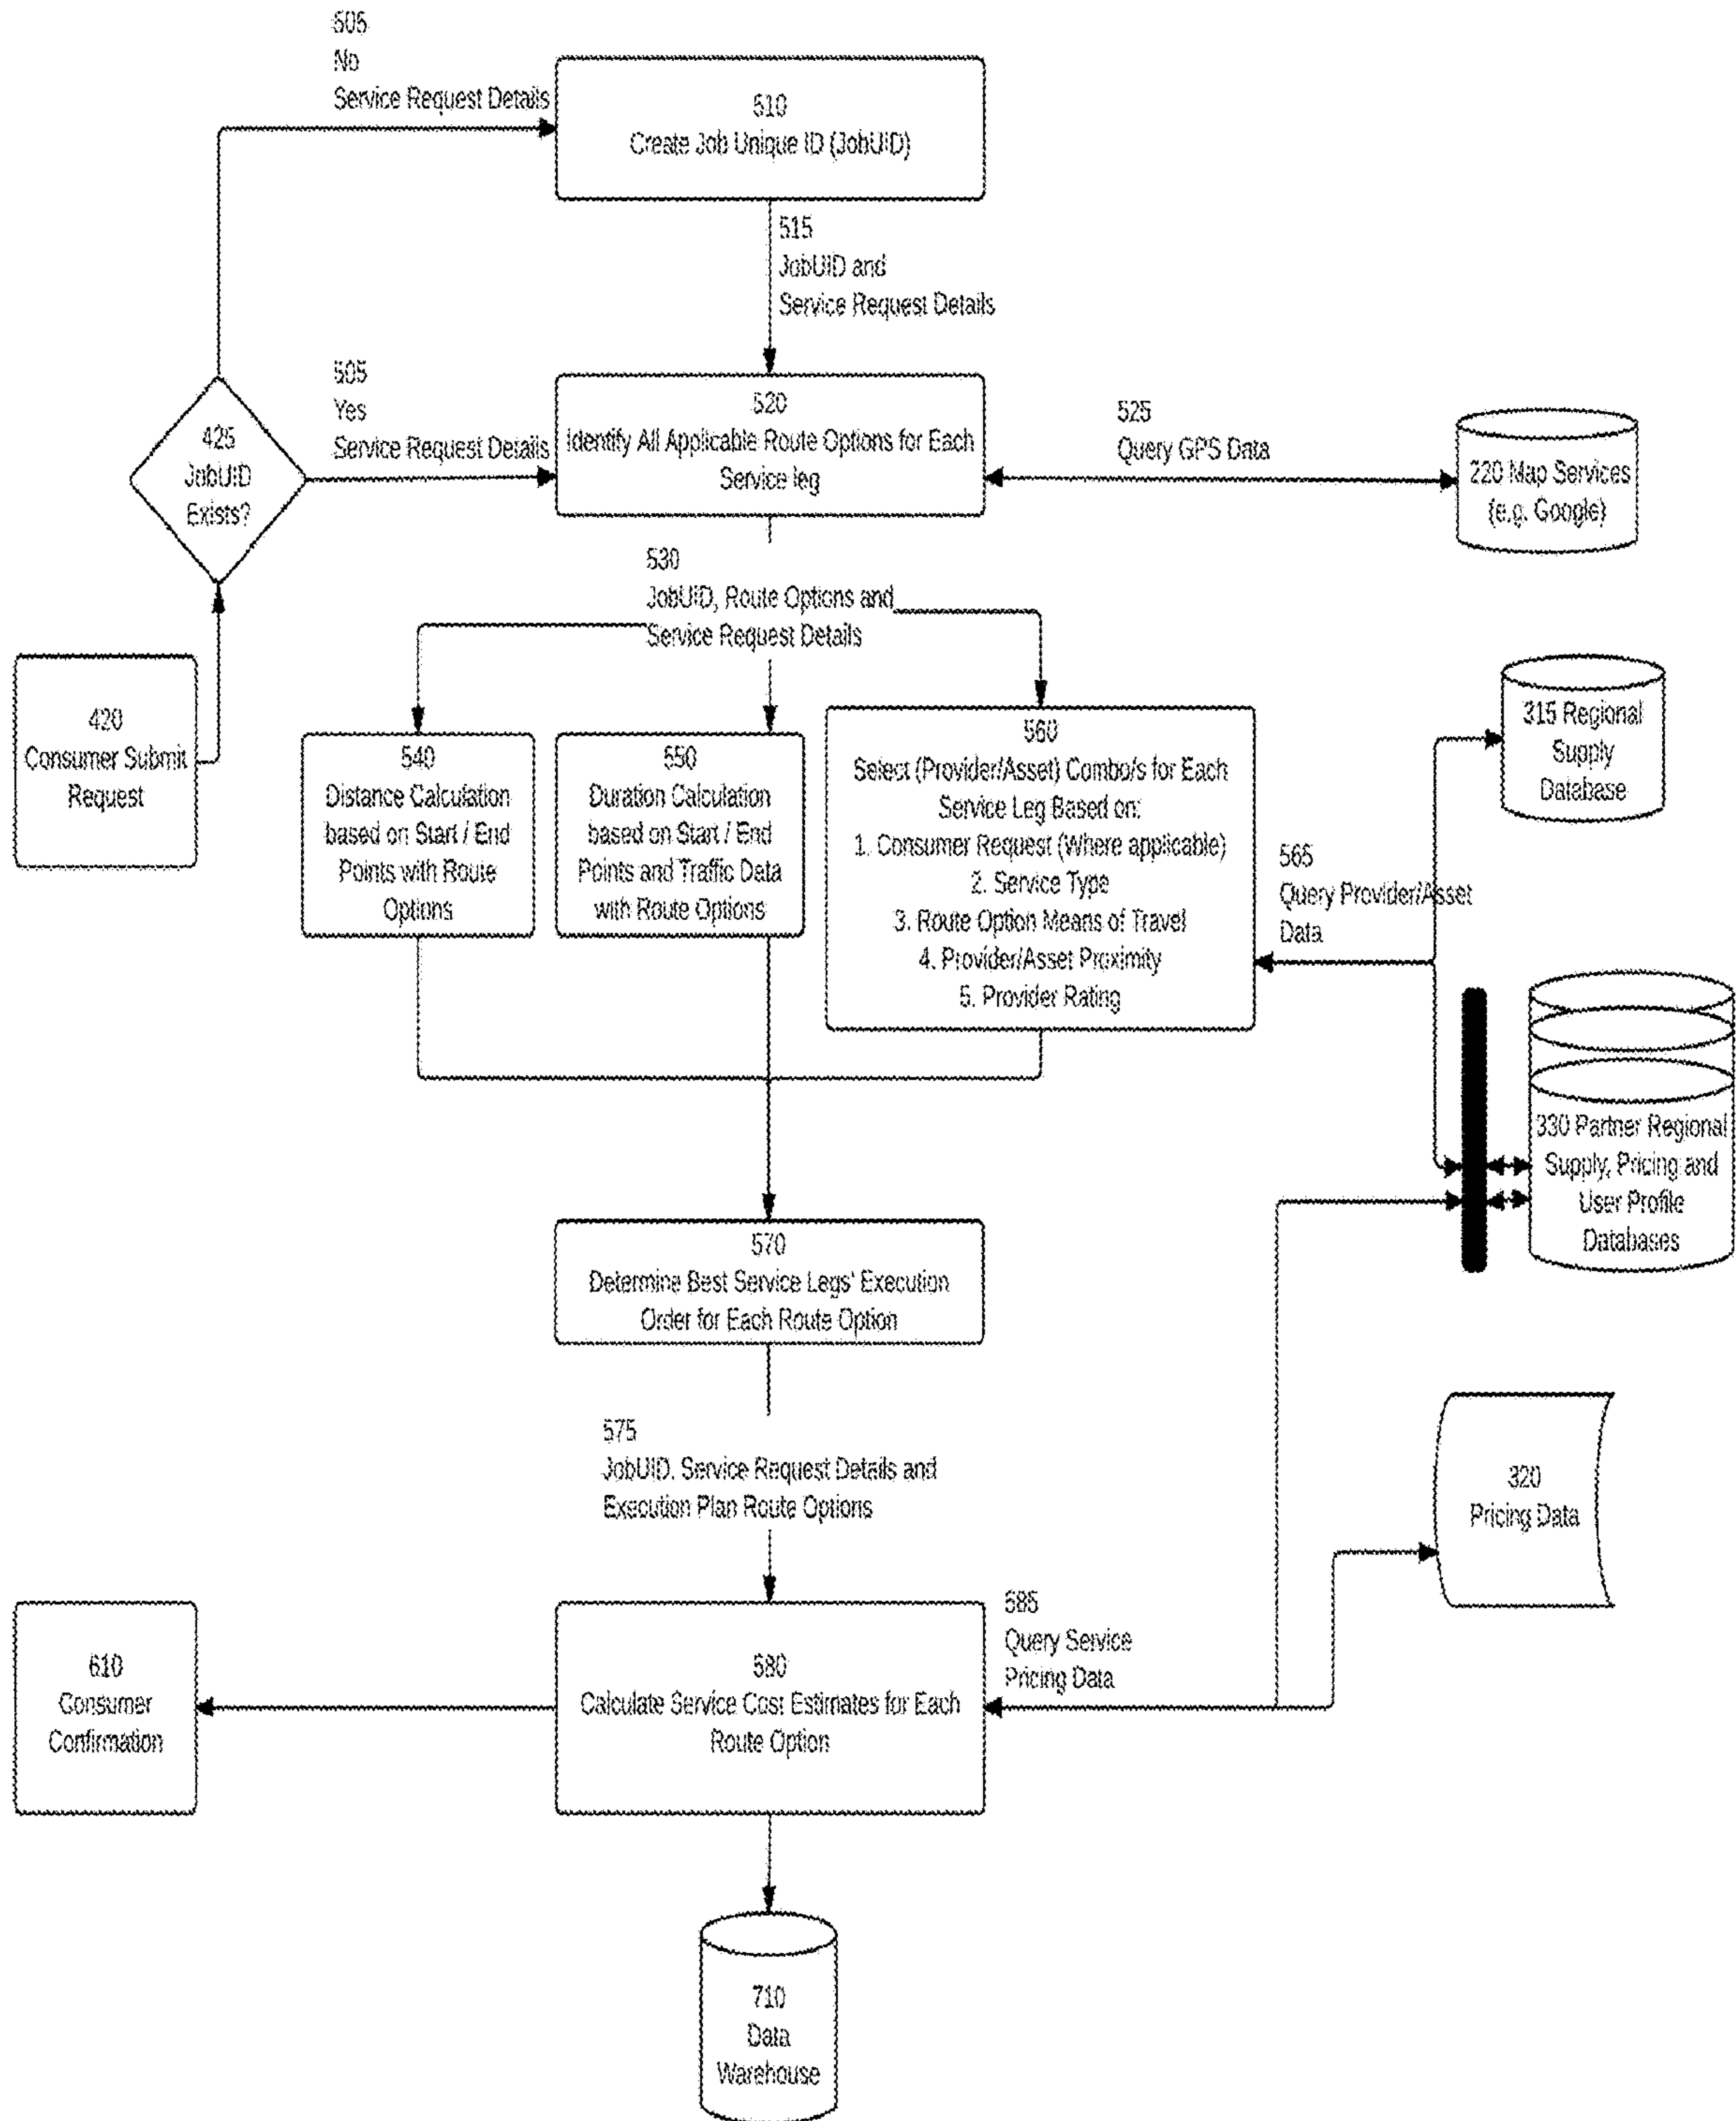 505
No
Service Request Details
510
Create Job Unique ID (JobUID)
515
JobUID and
Service Request Details
505
Yes
Service Request Details
425
JobUID
Exists?
520
Identify All Applicable Route Options for Each
Service leg
525
Query GPS Data
220 Map Services
(e.g. Google)
530
JobUID, Route Options and
Service Request Details
420
Consumer Submit
Request
540
Distance Calculation
based on Start / End
Points with Route
Options
550
Duration Calculation
based on Start / End
Points and Traffic Data
with Route Options
560
Select (Provider/Asset) Combo/s for Each
Service Leg Based on:
1. Consumer Request (Where applicable)
2. Service Type
3. Route Option Means of Travel
4. Provider/Asset Proximity
5. Provider Rating
315 Regional
Supply
Database
565
Query Provider/Asset
Data
330 Partner Regional
Supply, Pricing and
User Profile
Databases
570
Determine Best Service Legs' Execution
Order for Each Route Option
575
JobUID. Service Request Details and
Execution Plan Route Options
320
Pricing Data
610
Consumer
Confirmation
580
Calculate Service Cost Estimates for Each
Route Option
585
Query Service
Pricing Data
710
Data
Warehouse